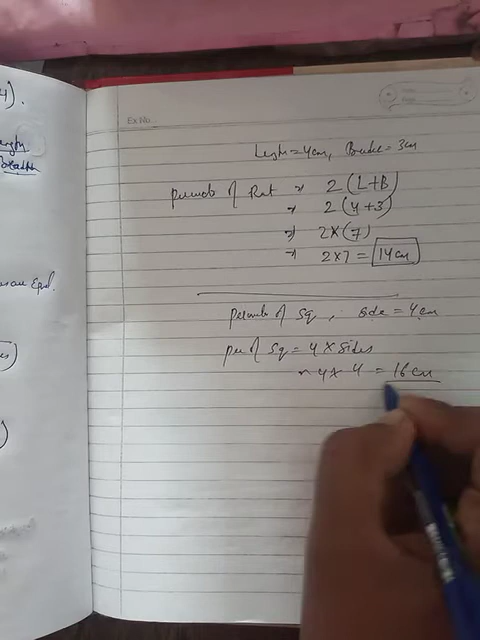 4).
Ex No.
Length = 4cm, Breadth = 3cm
Perimeter of Rect → 2(L+B)
→ 2(4+3)
→ 2×(7)
→ 2×7 = 14cm
Perimeter of Sq, Side = 4cm
Per of Sq = 4 × Sides
4 × 4 = 16cm